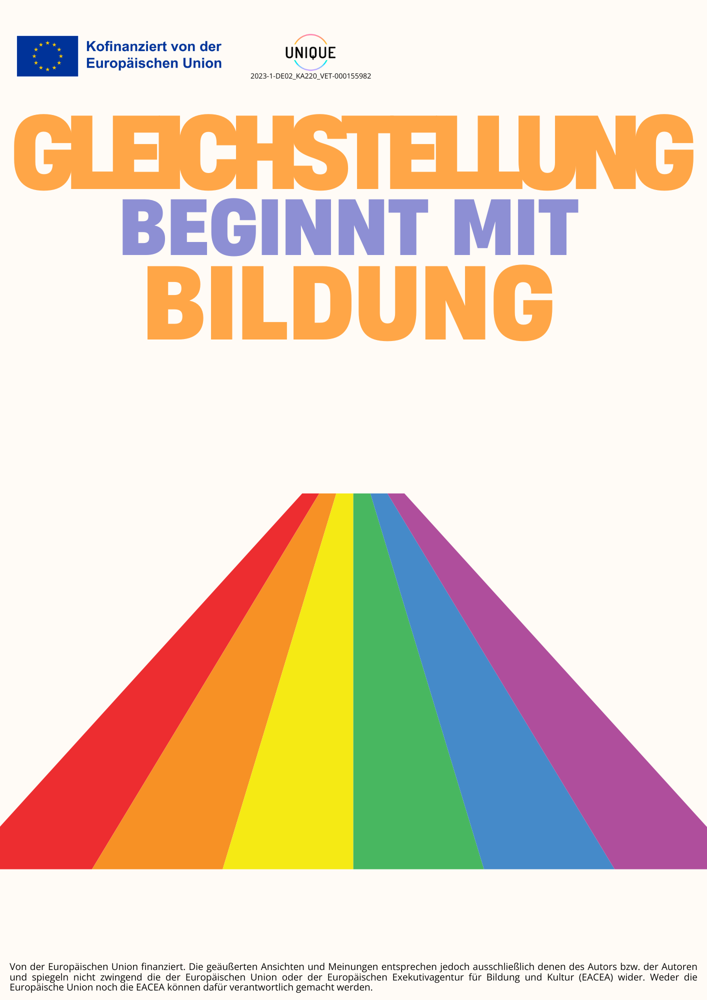 Kofinanziert von der
Europäischen Union
UNIQUE
2023-1-DE02_KA220_VET-000155982
GLEICHSTELLUNG
BEGINNT MIT
BILDUNG
Von der Europäischen Union finanziert. Die geäußerten Ansichten und Meinungen entsprechen jedoch ausschließlich denen des Autors bzw. der Autoren
und spiegeln nicht zwingend die der Europäischen Union oder der Europäischen Exekutivagentur für Bildung und Kultur (EACEA) wider. Weder die
Europäische Union noch die EACEA können dafür verantwortlich gemacht werden.